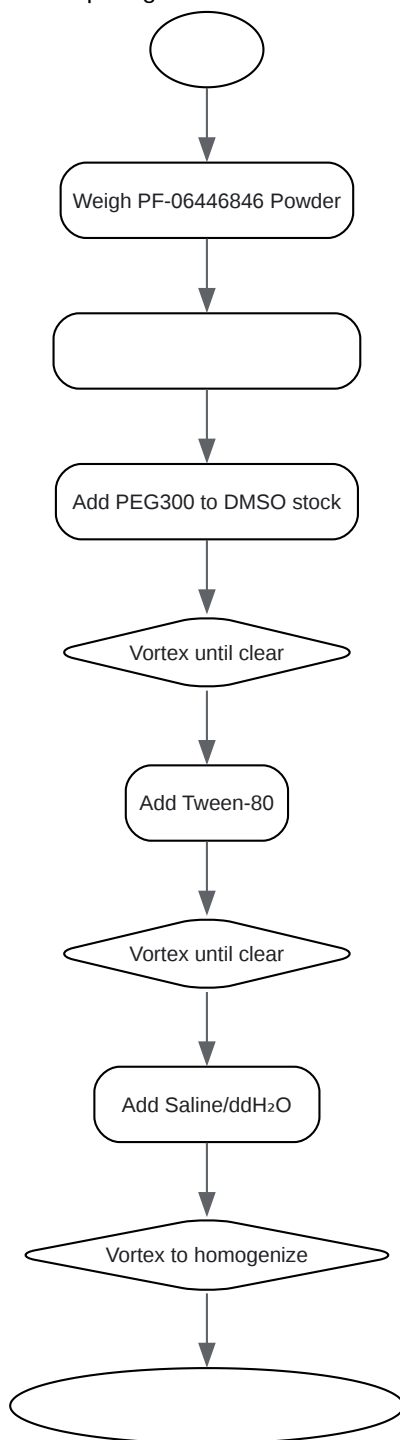 Weigh PF-06446846 Powder
Add PEG300 to DMSO stock
Vortex until clear
Add Tween-80
Vortex until clear
Add Saline/ddH₂O
Vortex to homogenize